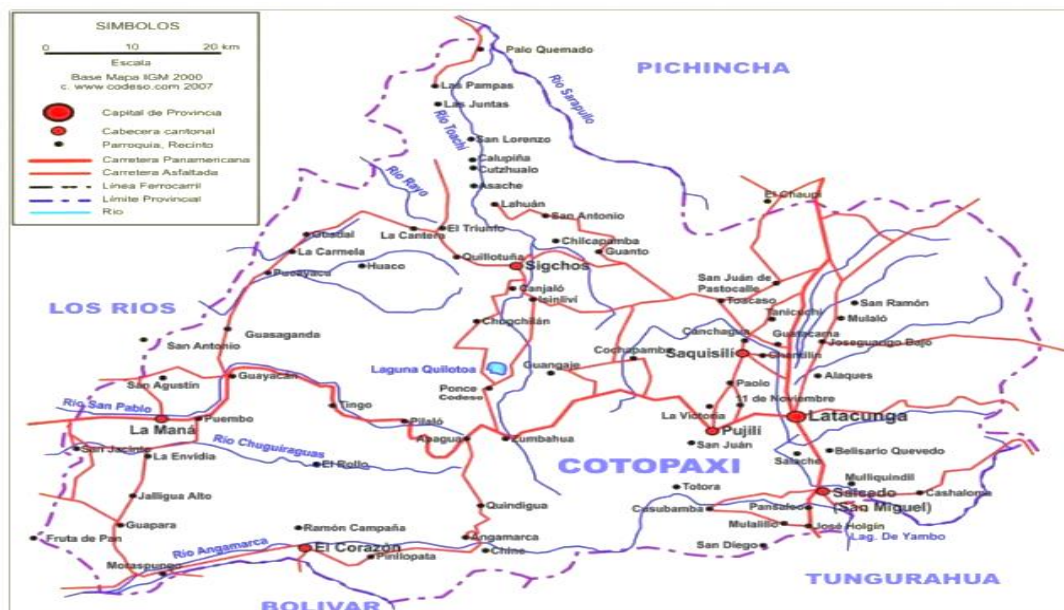 SIMBOLOS
0 10 20 km
Escala
Base Mapa IGM 2000
c. www.codeso.com 2007
Capital de Provincia
Cabecera cantonal
Parroquia, Recinto
Carretera Panamericana
Carretera Asfaltada
Línea Ferrocarril
Límite Provincial
Río
Palo Quemado
PICHINCHA
Las Pampas
Río Sarapullo
Las Juntas
Río Toachi
San Lorenzo
Calupiña
Cutzhualo
Río Rayo
Asache
El Chaupi
Lahuán
San Antonio
La Cantera
El Triunfo
Chilcapamba
La Carmela
Guanto
Quillotuña
Sigchos
Pucayacu
Huaco
San Juán de
Pastocalle
Canjaló
Isinliví
Toacaso
San Ramón
LOS RIOS
Tanicuchi
Mulaló
Chogchilán
Guasaganda
Canchagua
San Antonio
Cochapamba
Saquisilí
Joseguango Bajo
Laguna Quilotoa
Guangaje
San Agustín
Guayacán
Ponce
Codeso
Paolo
Alaques
11 de Noviembre
Río San Pablo
Tingo
La Victoria
Latacunga
La Maná
Puembo
Pilaló
Pujilí
Apagua
Zumbahua
San Juán
San Jacinto
Río Chuguiraguas
La Envidia
Belisario Quevedo
Salache
El Rollo
COTOPAXI
Mulliquindil
Totora
Jalligua Alto
Salcedo
(San Miguel)
Cashaloma
Quindigua
Cusubamba
Pansaleo
Guapara
Ramón Campaña
Mulalillo
José Holgín
Fruta de Pan
Angamarca
Lag. De Yambo
Río Angamarca
El Corazón
Chine
San Diego
Pinllopata
Moraspungo
TUNGURAHUA
BOLIVAR